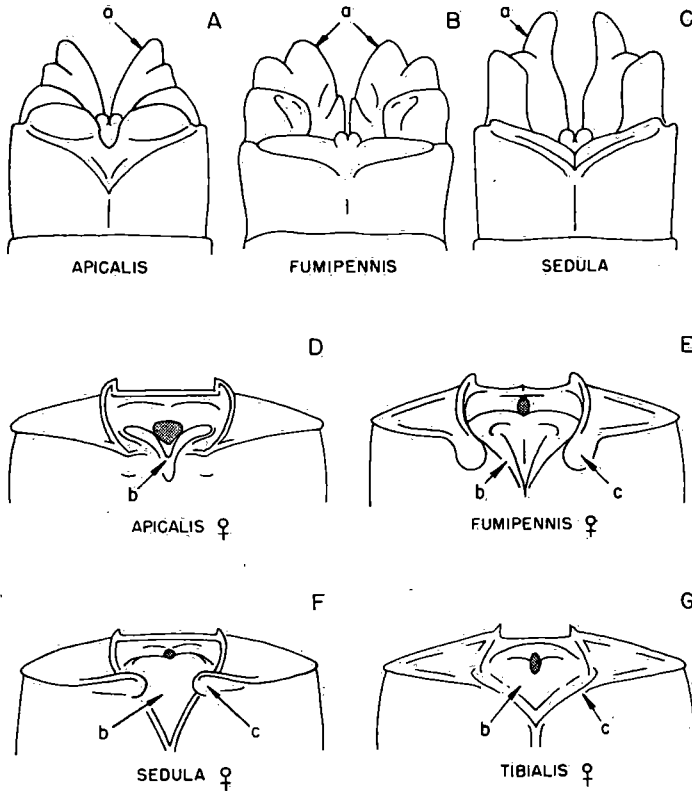 a A
a B
a C
APICALIS
FUMIPENNIS
SEDULA
D
E
b
b c
APICALIS ♀
FUMIPENNIS ♀
F
G
b c
b c
SEDULA ♀
TIBIALIS ♀